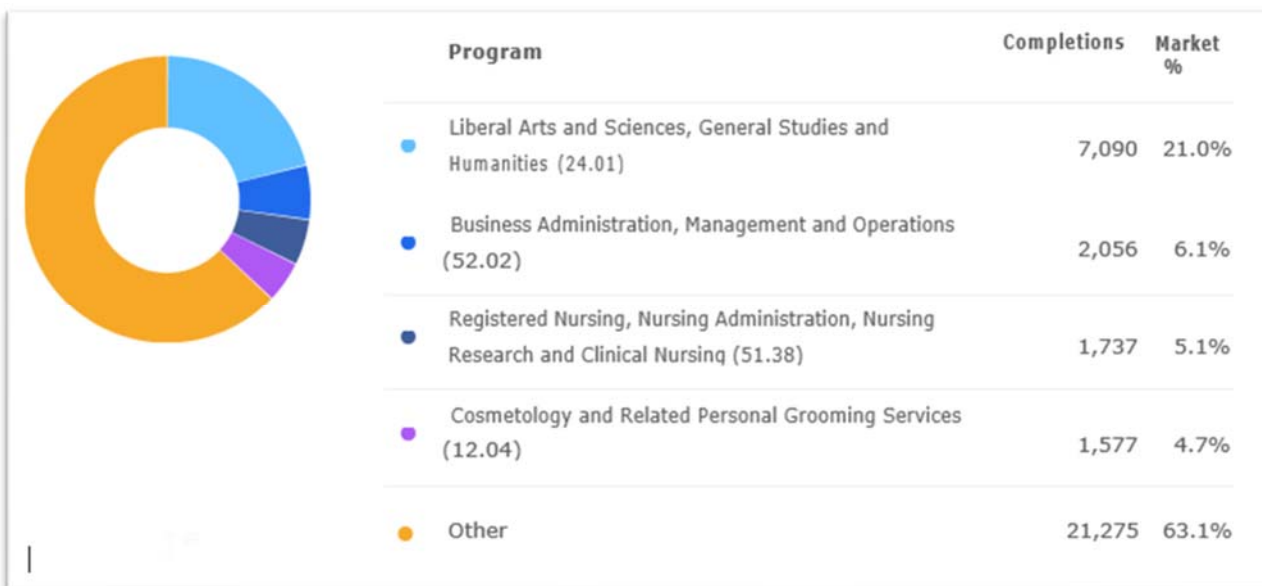 Program Completions Market
%
Liberal Arts and Sciences, General Studies and
Humanities (24.01) 7,090 21.0%
Business Administration, Management and Operations
(52.02) 2,056 6.1%
Registered Nursing, Nursing Administration, Nursing
Research and Clinical Nursing (51.38) 1,737 5.1%
Cosmetology and Related Personal Grooming Services
(12.04) 1,577 4.7%
Other 21,275 63.1%